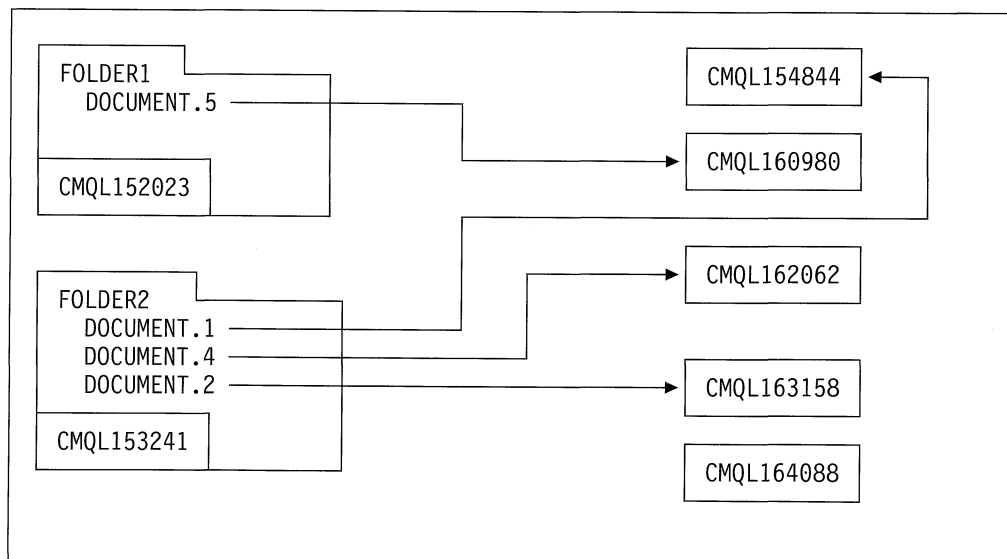 FOLDER1
DOCUMENT.5
CMQL152023
FOLDER2
DOCUMENT.1
DOCUMENT.4
DOCUMENT.2
CMQL153241
CMQL154844
CMQL160980
CMQL162062
CMQL163158
CMQL164088